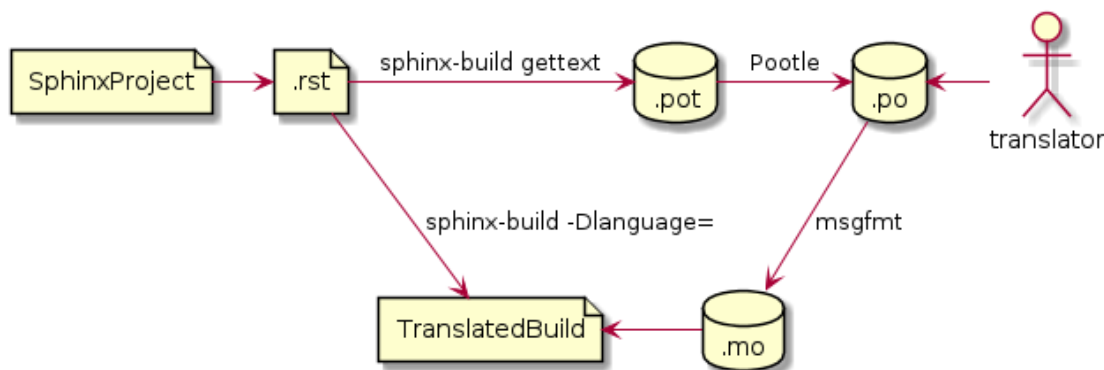 SphinxProject
.rst
sphinx-build gettext
.pot
Pootle
.po
translator
sphinx-build -Dlanguage=
msgfmt
TranslatedBuild
.mo